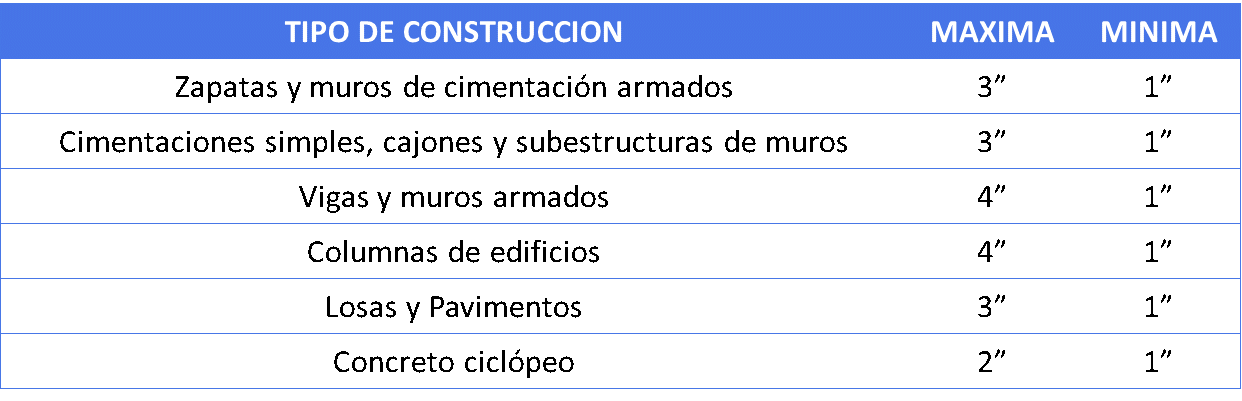 TIPO DE CONSTRUCCION MAXIMA MINIMA
Zapatas y muros de cimentación armados 3” 1”
Cimentaciones simples, cajones y subestructuras de muros 3” 1”
Vigas y muros armados 4” 1”
Columnas de edificios 4” 1”
Losas y Pavimentos 3” 1”
Concreto ciclópeo 2” 1”